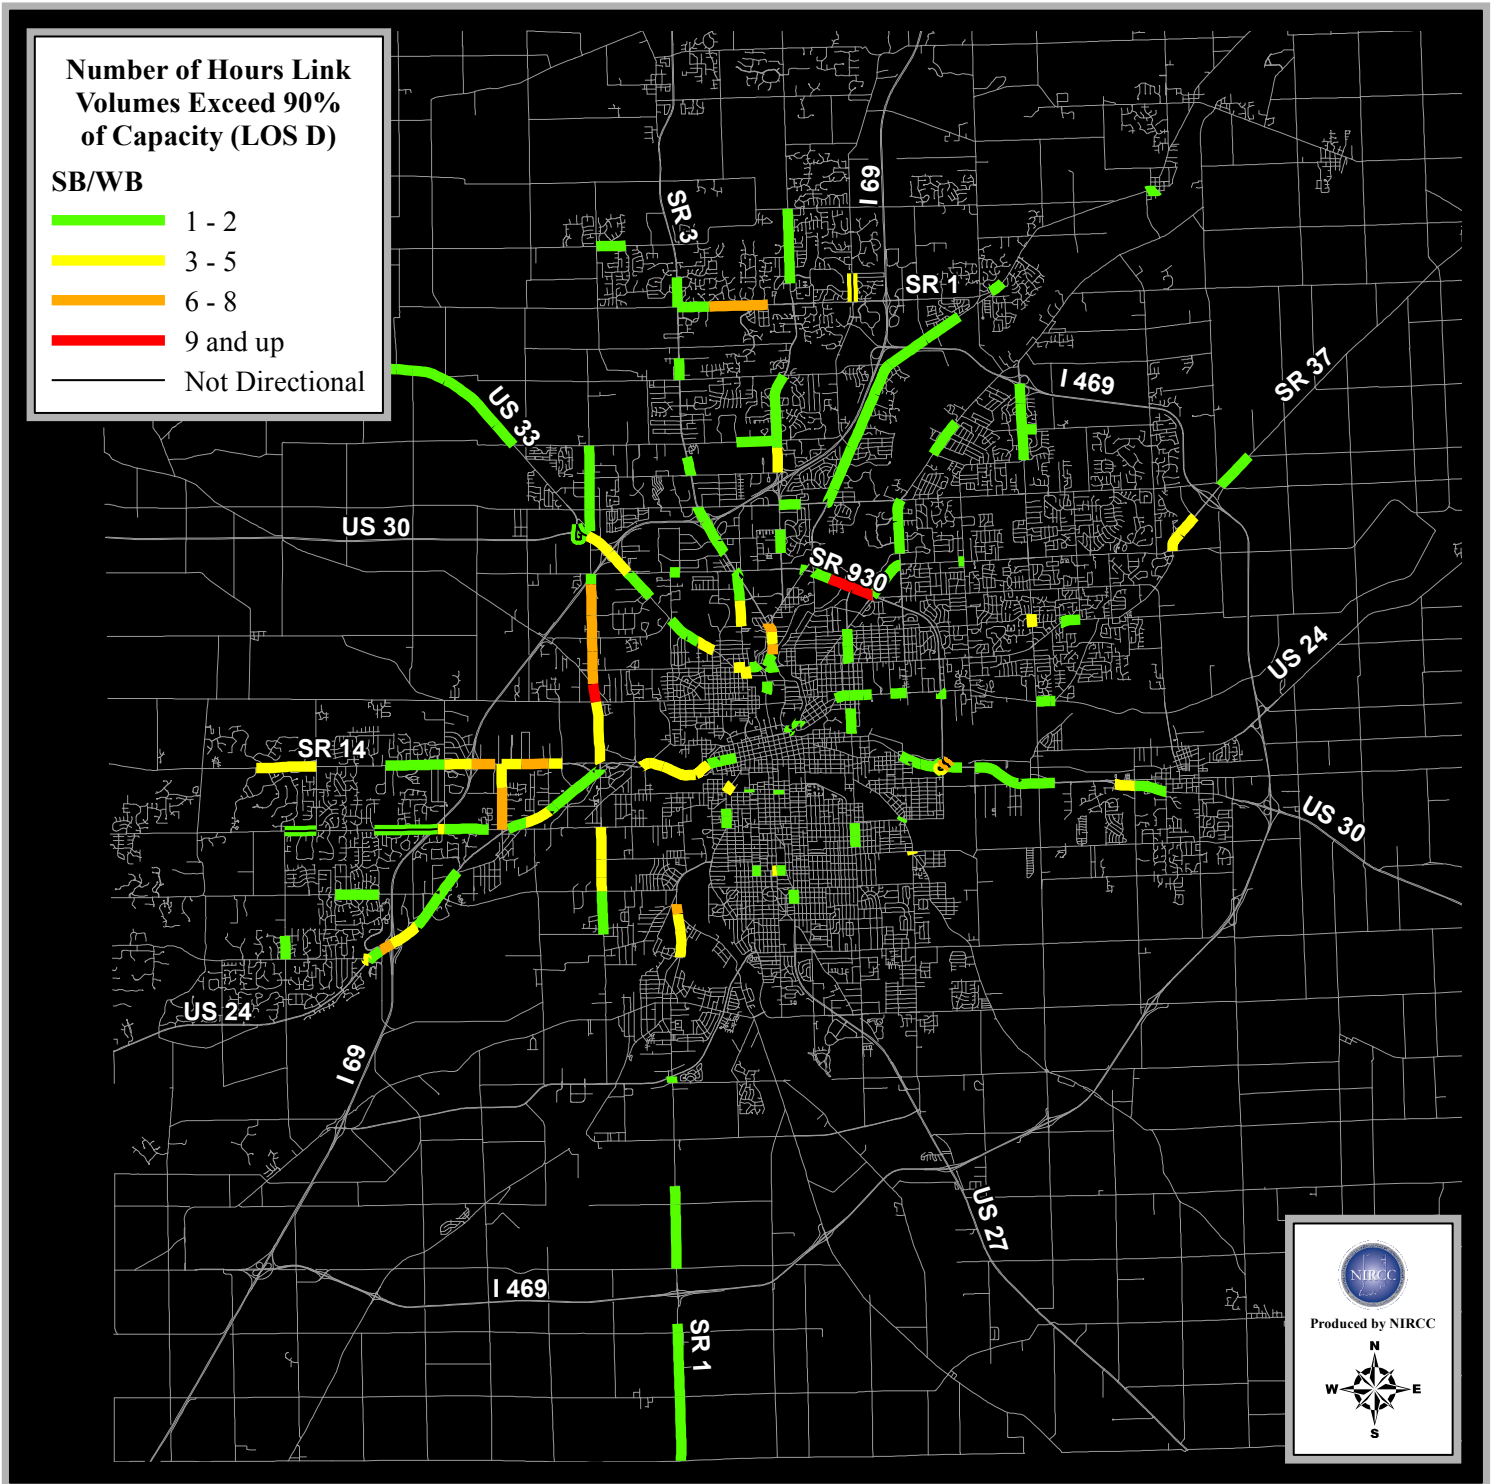 Number of Hours Link
Volumes Exceed 90%
of Capacity (LOS D)
SB/WB
1 - 2
3 - 5
6 - 8
9 and up
Not Directional
I 69
SR 3
SR 1
I 469
SR 37
US 33
US 30
SR 930
US 24
SR 14
US 30
US 24
I 69
US 27
I 469
SR 1
NIRCC
Produced by NIRCC
N
W E
S